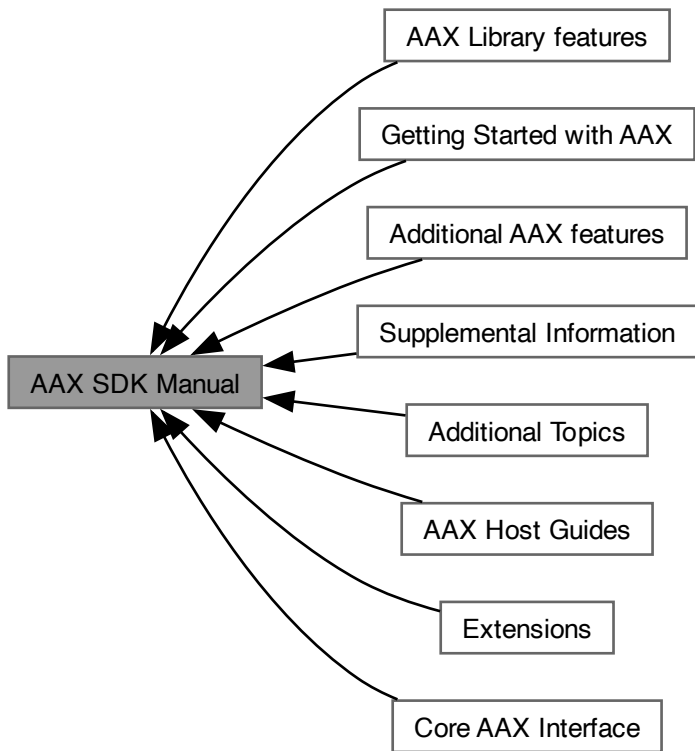 AAX Library features
Getting Started with AAX
Additional AAX features
Supplemental Information
AAX SDK Manual
Additional Topics
AAX Host Guides
Extensions
Core AAX Interface